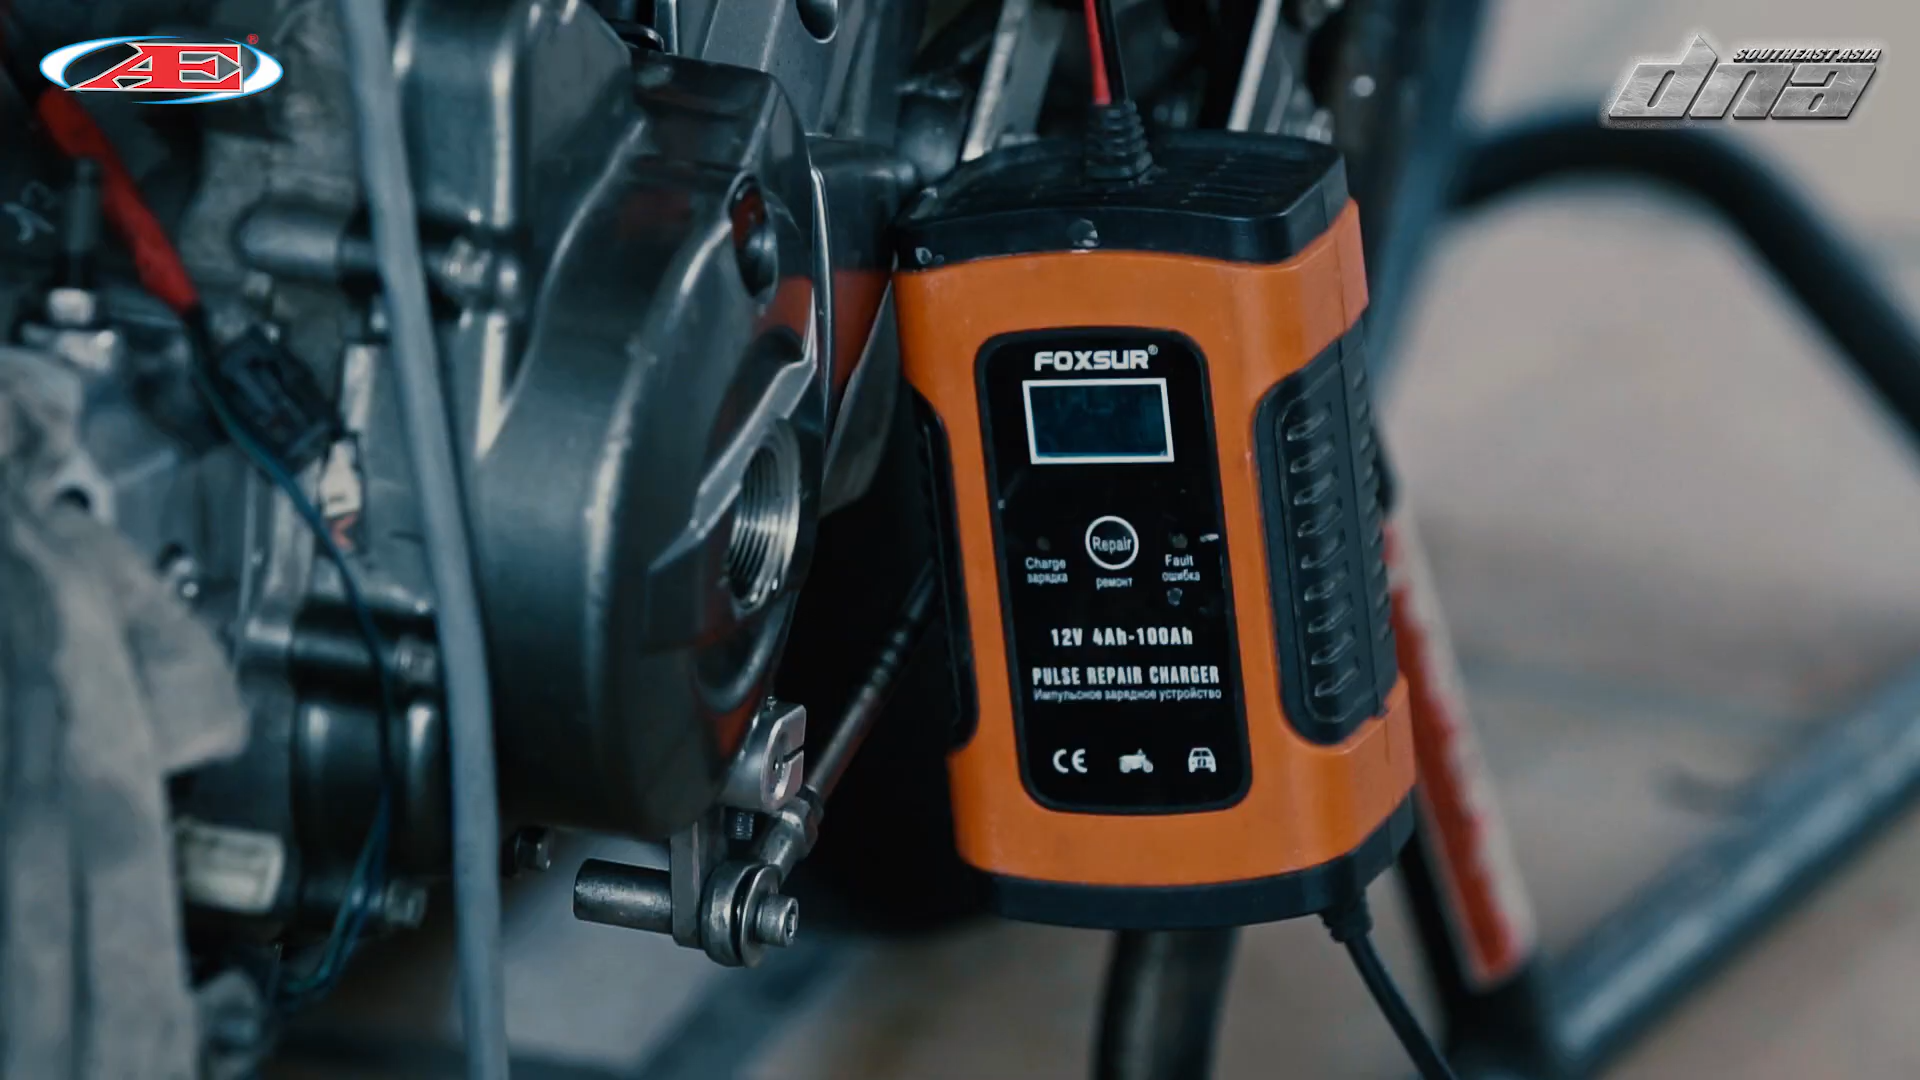 ÆE®
SOUTHEAST ASIA
dna
FOXSUR®
Repair
Charge
зарядка
ремонт
Fault
ошибка
12V 4Ah-100Ah
PULSE REPAIR CHARGER
Импульсное зарядное устройство
CE